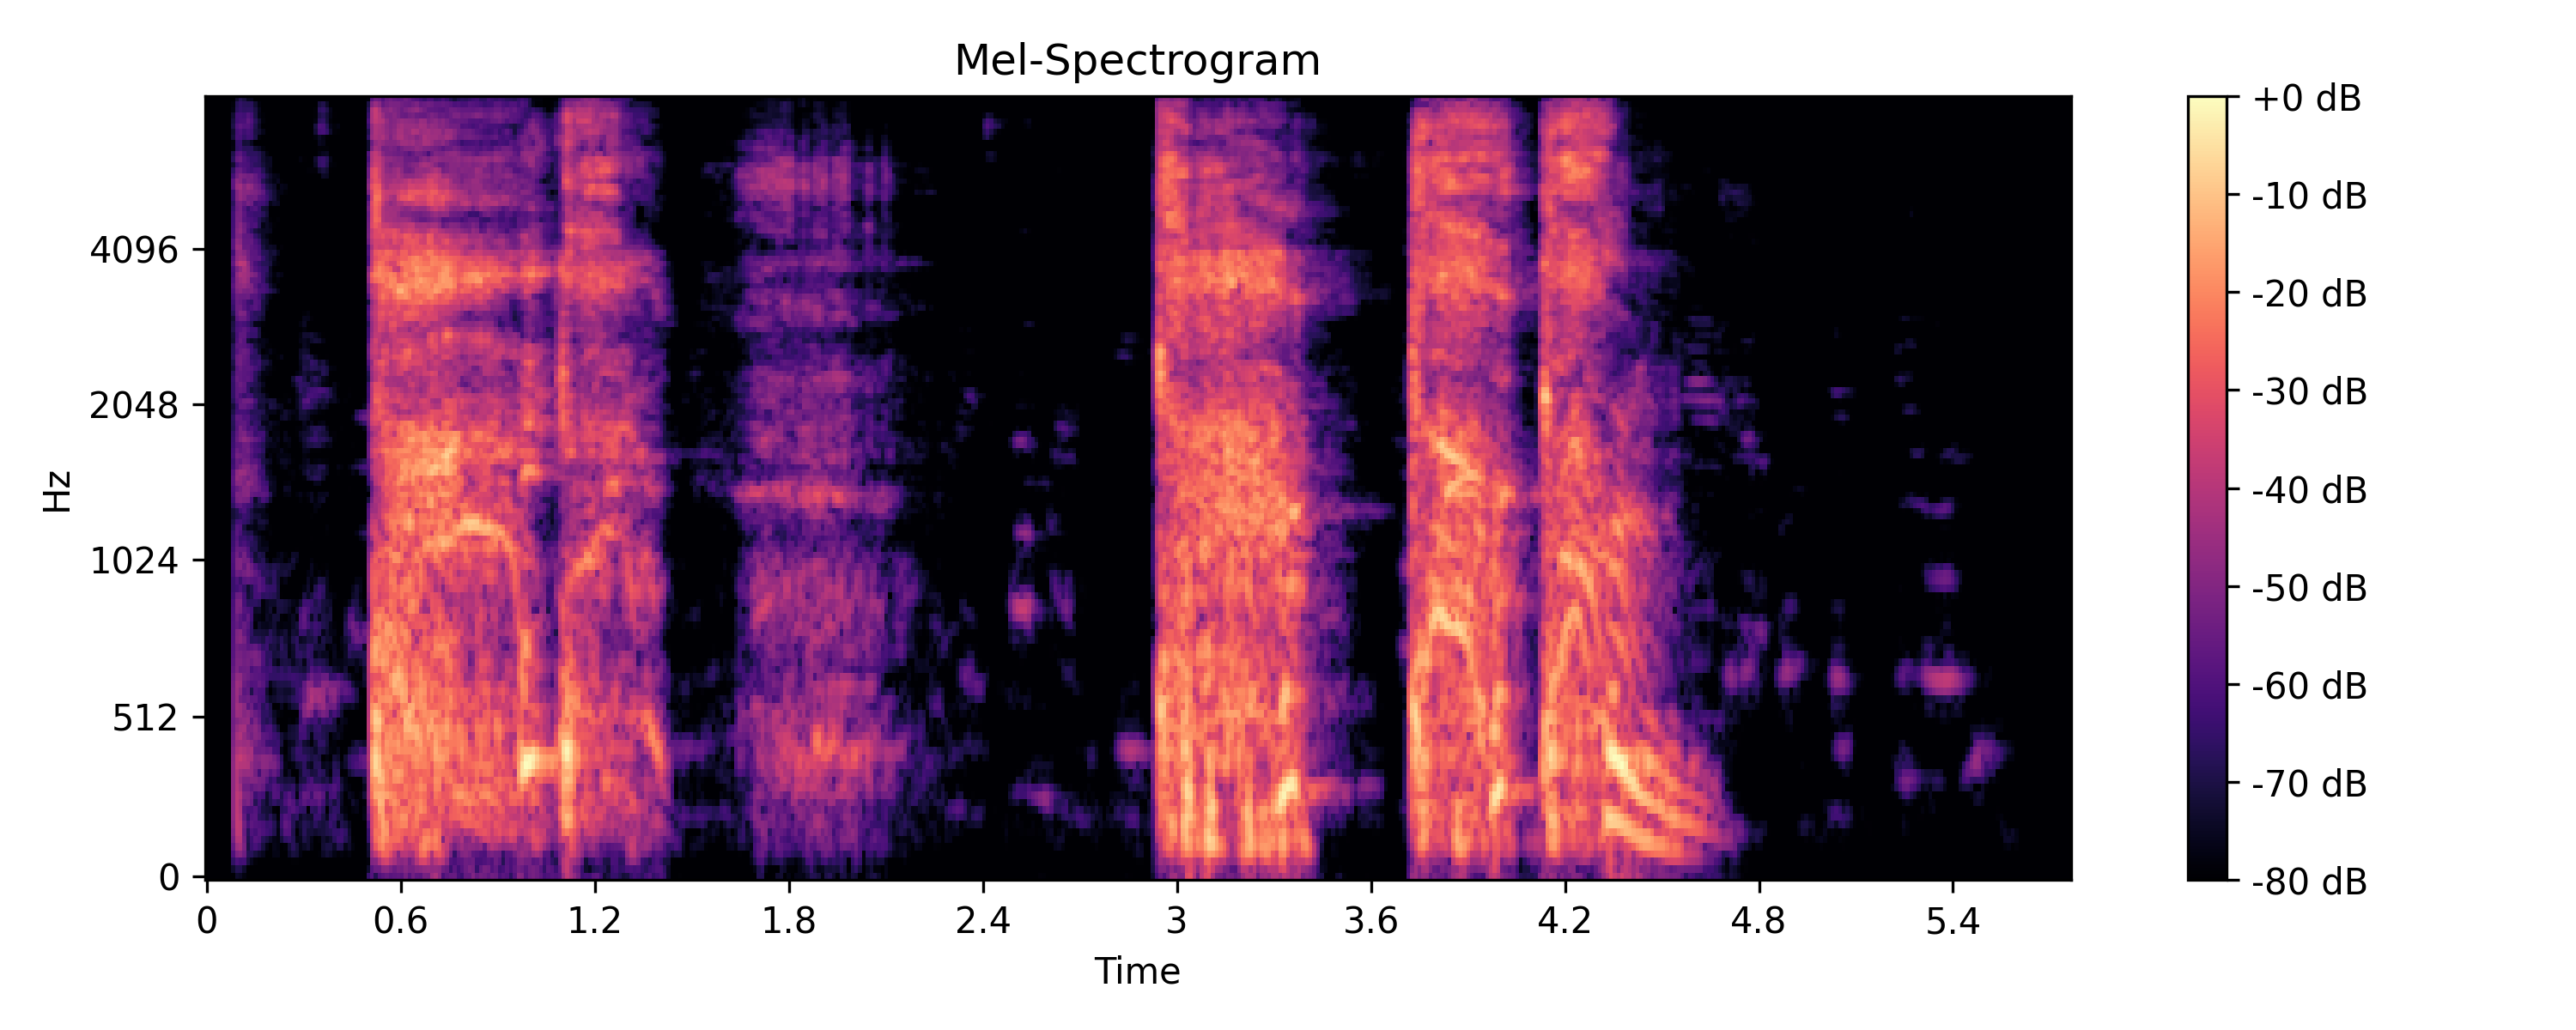 Mel-Spectrogram
+0 dB
-10 dB
-20 dB
-30 dB
-40 dB
-50 dB
-60 dB
-70 dB
-80 dB
Hz
4096
2048
1024
512
0
0 0.6 1.2 1.8 2.4 3 3.6 4.2 4.8 5.4
Time